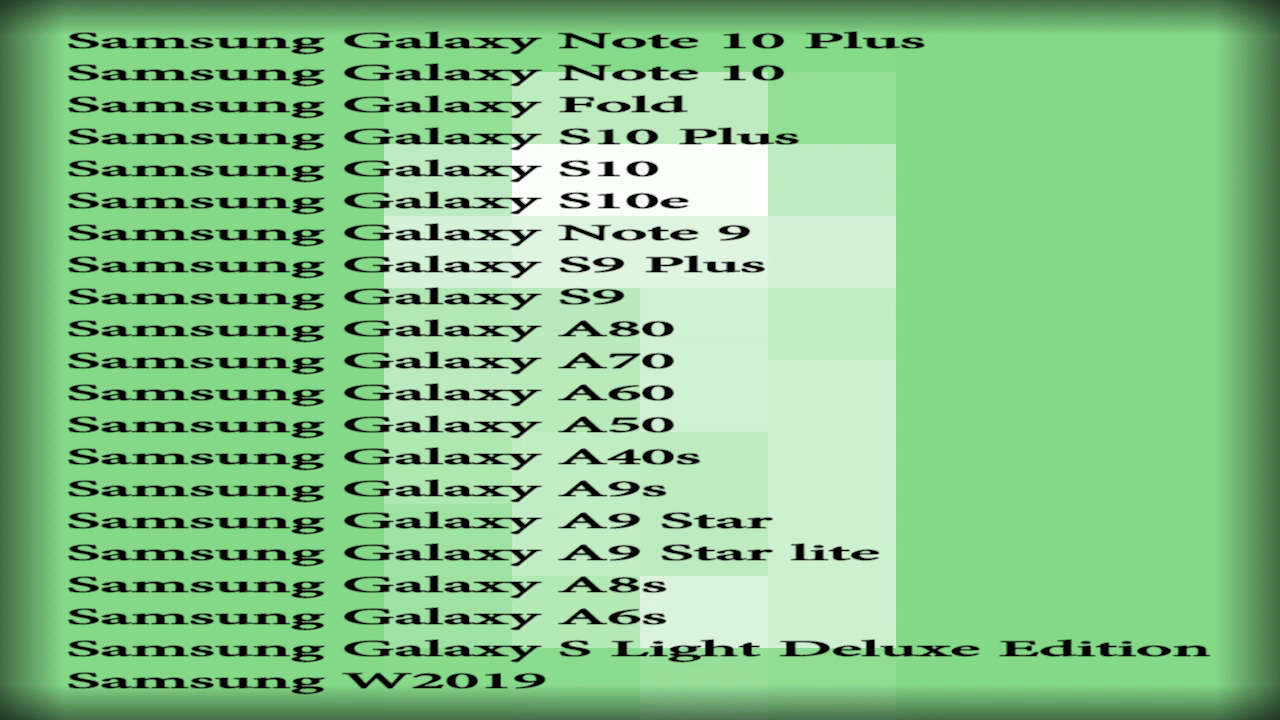 Samsung Galaxy Note 10 Plus
Samsung Galaxy Note 10
Samsung Galaxy Fold
Samsung Galaxy S10 Plus
Samsung Galaxy S10
Samsung Galaxy S10e
Samsung Galaxy Note 9
Samsung Galaxy S9 Plus
Samsung Galaxy S9
Samsung Galaxy A80
Samsung Galaxy A70
Samsung Galaxy A60
Samsung Galaxy A50
Samsung Galaxy A40s
Samsung Galaxy A9s
Samsung Galaxy A9 Star
Samsung Galaxy A9 Star lite
Samsung Galaxy A8s
Samsung Galaxy A6s
Samsung Galaxy S Light Deluxe Edition
Samsung W2019